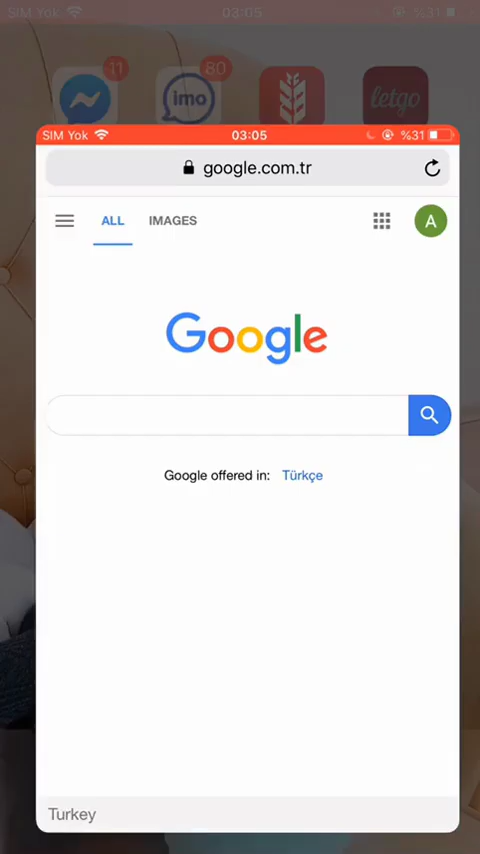 SIM Yok 03:05 %31
11 80
imo letgo
SIM Yok 03:05 %31
google.com.tr
ALL IMAGES A
Google
Google offered in: Türkçe
Turkey